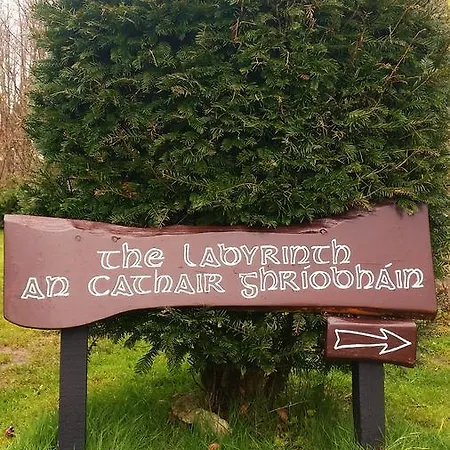 the Labyrinth
an cathair ghríobháin